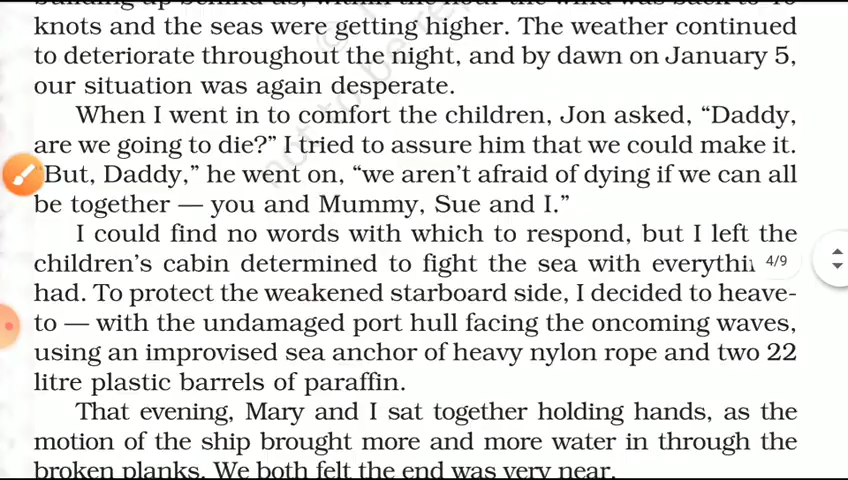 knots and the seas were getting higher. The weather continued
to deteriorate throughout the night, and by dawn on January 5,
our situation was again desperate.
When I went in to comfort the children, Jon asked, “Daddy,
are we going to die?” I tried to assure him that we could make it.
“But, Daddy,” he went on, “we aren’t afraid of dying if we can all
be together — you and Mummy, Sue and I.”
I could find no words with which to respond, but I left the
children’s cabin determined to fight the sea with 4/9
had. To protect the weakened starboard side, I decided to heave-
to — with the undamaged port hull facing the oncoming waves,
using an improvised sea anchor of heavy nylon rope and two 22
litre plastic barrels of paraffin.
That evening, Mary and I sat together holding hands, as the
motion of the ship brought more and more water in through the
broken planks. We both felt the end was very near.